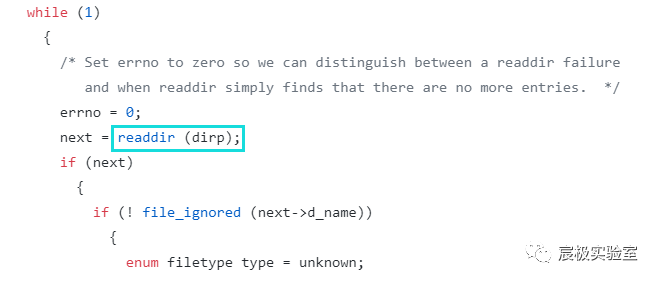 while (1)
{
/* Set errno to zero so we can distinguish between a readdir failure
and when readdir simply finds that there are no more entries.  */
errno = 0;
next = readdir (dirp);
if (next)
{
if (! file_ignored (next->d_name))
{
enum filetype type = unknown;
宸极实验室